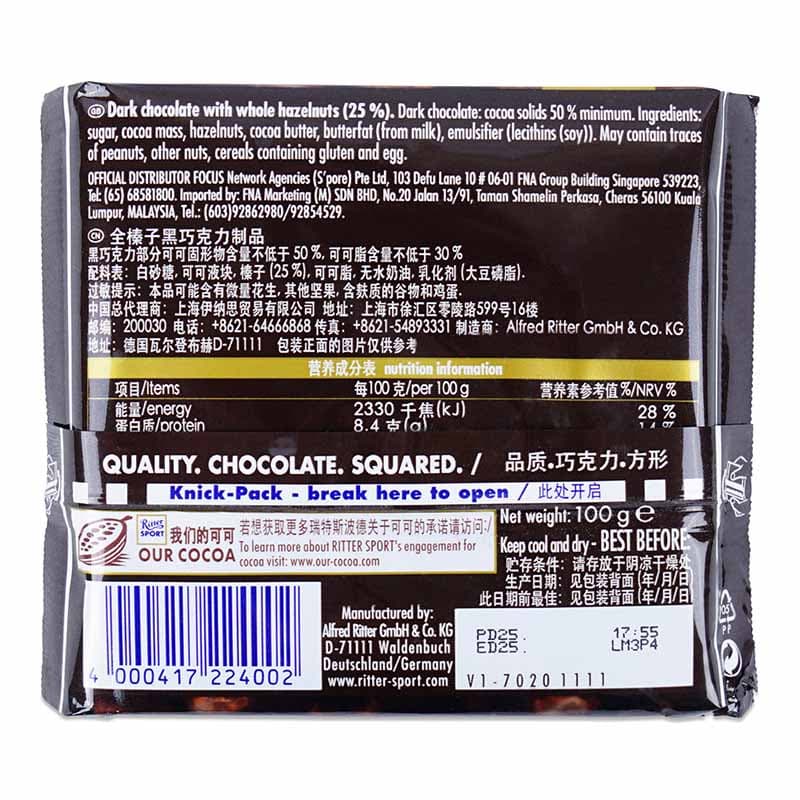 GB Dark chocolate with whole hazelnuts (25 %). Dark chocolate: cocoa solids 50 % minimum. Ingredients:
sugar, cocoa mass, hazelnuts, cocoa butter, butterfat (from milk), emulsifier (lecithins (soy)). May contain traces
of peanuts, other nuts, cereals containing gluten and egg.
OFFICIAL DISTRIBUTOR FOCUS Network Agencies (S'pore) Pte Ltd, 103 Defu Lane 10 # 06-01 FNA Group Building Singapore 539223,
Tel: (65) 68581800. Imported by: FNA Marketing (M) SDN BHD, No.20 Jalan 13/91, Taman Shamelin Perkasa, Cheras 56100 Kuala
Lumpur, MALAYSIA, Tel.: (603)92862980/92854529.
CN 全榛子黑巧克力制品
黑巧克力部分可可固形物含量不低于 50 %, 可可脂含量不低于 30 %
配料表: 白砂糖, 可可液块, 榛子 (25 %), 可可脂, 无水奶油, 乳化剂 (大豆磷脂).
过敏提示: 本品可能含有微量花生, 其他坚果, 含麸质的谷物和鸡蛋.
中国总代理商: 上海伊纳思贸易有限公司 地址: 上海市徐汇区零陵路599号16楼
邮编: 200030 电话: +8621-64666868 传真: +8621-54893331 制造商: Alfred Ritter GmbH & Co. KG
地址: 德国瓦尔登布赫D-71111 包装正面的图片仅供参考
营养成分表 nutrition information
项目/Items 每100 克/per 100 g 营养素参考值 %/NRV %
能量/energy 2330 千焦(kJ) 28 %
蛋白质/protein 8.4 克(g) 14 %
QUALITY. CHOCOLATE. SQUARED. / 品质.巧克力.方形
Knick-Pack - break here to open / 此处开启
Ritter SPORT
我们的可可
OUR COCOA
若想获取更多瑞特斯波德关于可可的承诺请访问:/
To learn more about RITTER SPORT's engagement for
cocoa visit: www.our-cocoa.com
Net weight: 100 g e
Keep cool and dry - BEST BEFORE
贮存条件: 请存放于阴凉干燥处
生产日期: 见包装背面 (年/月/日)
此日期前最佳: 见包装背面 (年/月/日)
4 000417 224002
Manufactured by:
Alfred Ritter GmbH & Co. KG
D-71111 Waldenbuch
Deutschland/Germany
www.ritter-sport.com
PD25. 17:55
ED25. LM3P4
V1-7020 1111
05
PP